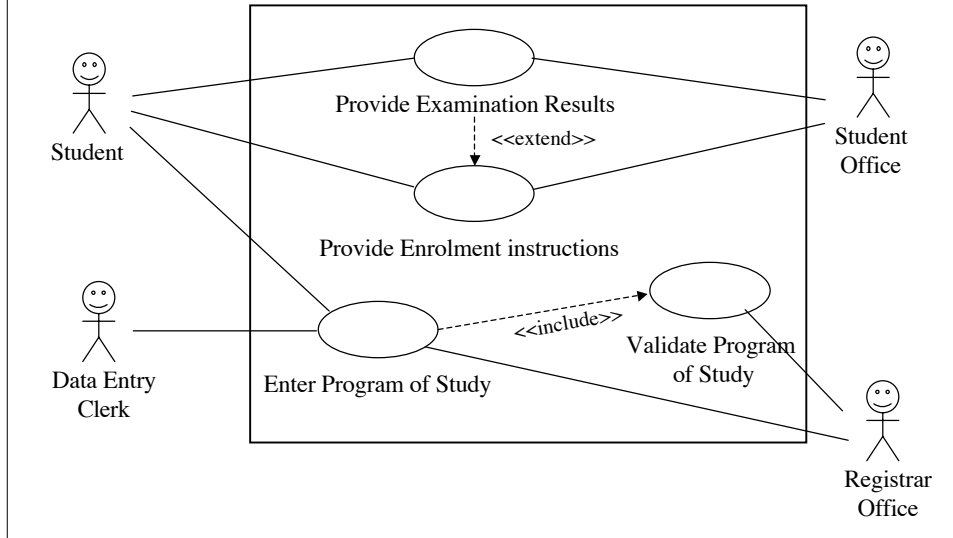 Provide Examination Results
Student
<<extend>>
Student
Office
Provide Enrolment instructions
<<include>>
Validate Program
of Study
Data Entry
Clerk
Enter Program of Study
Registrar
Office